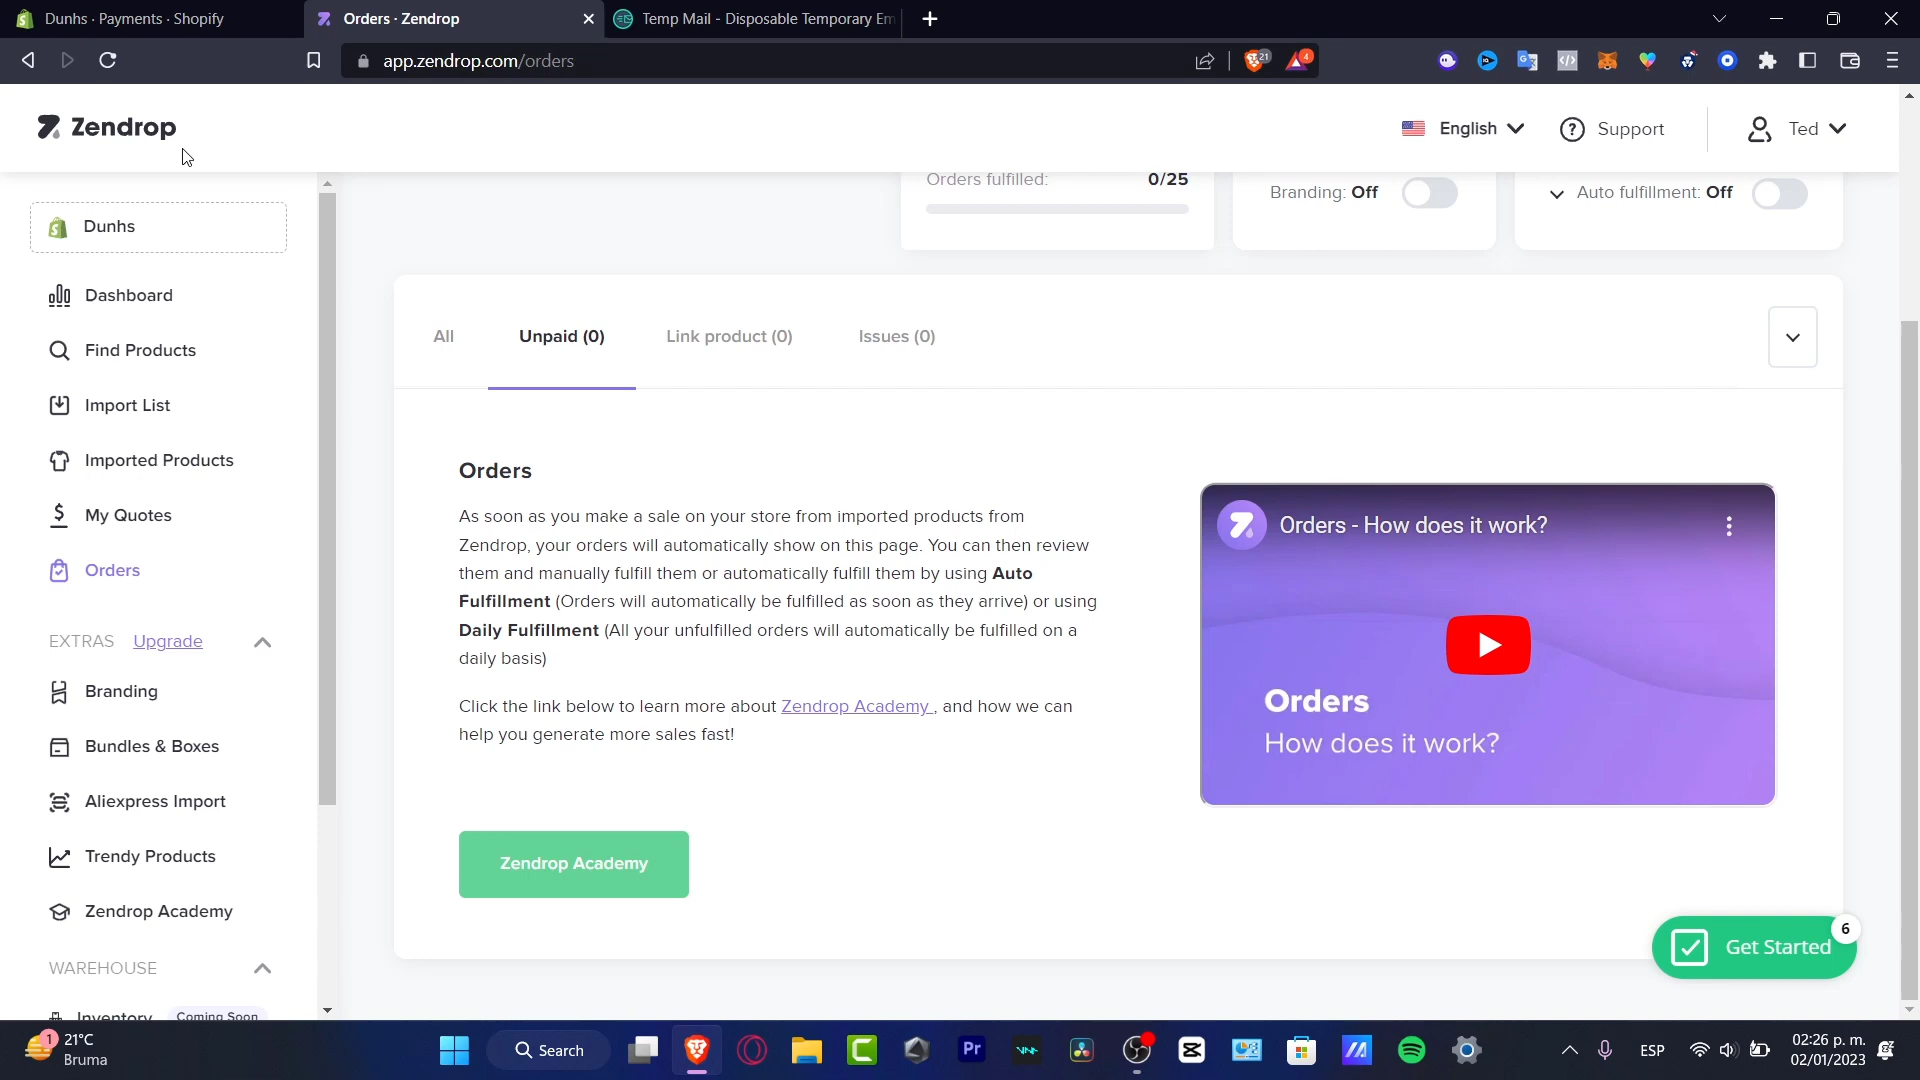 Dunhs · Payments · Shopify
Orders · Zendrop
Temp Mail - Disposable Temporary Em
app.zendrop.com/orders
21
4
Zendrop
English
Support
Ted
Dunhs
Dashboard
Find Products
Import List
Imported Products
My Quotes
Orders
EXTRAS Upgrade
Branding
Bundles & Boxes
Aliexpress Import
Trendy Products
Zendrop Academy
WAREHOUSE
Inventory Coming Soon
Orders fulfilled: 0/25
Branding: Off
Auto fulfillment: Off
All
Unpaid (0)
Link product (0)
Issues (0)
Orders
As soon as you make a sale on your store from imported products from
Zendrop, your orders will automatically show on this page. You can then review
them and manually fulfill them or automatically fulfill them by using Auto
Fulfillment (Orders will automatically be fulfilled as soon as they arrive) or using
Daily Fulfillment (All your unfulfilled orders will automatically be fulfilled on a
daily basis)
Click the link below to learn more about Zendrop Academy , and how we can
help you generate more sales fast!
Zendrop Academy
Orders - How does it work?
Orders
How does it work?
6
Get Started
1
21°C
Bruma
Search
Pr
ESP
02:26 p. m.
02/01/2023